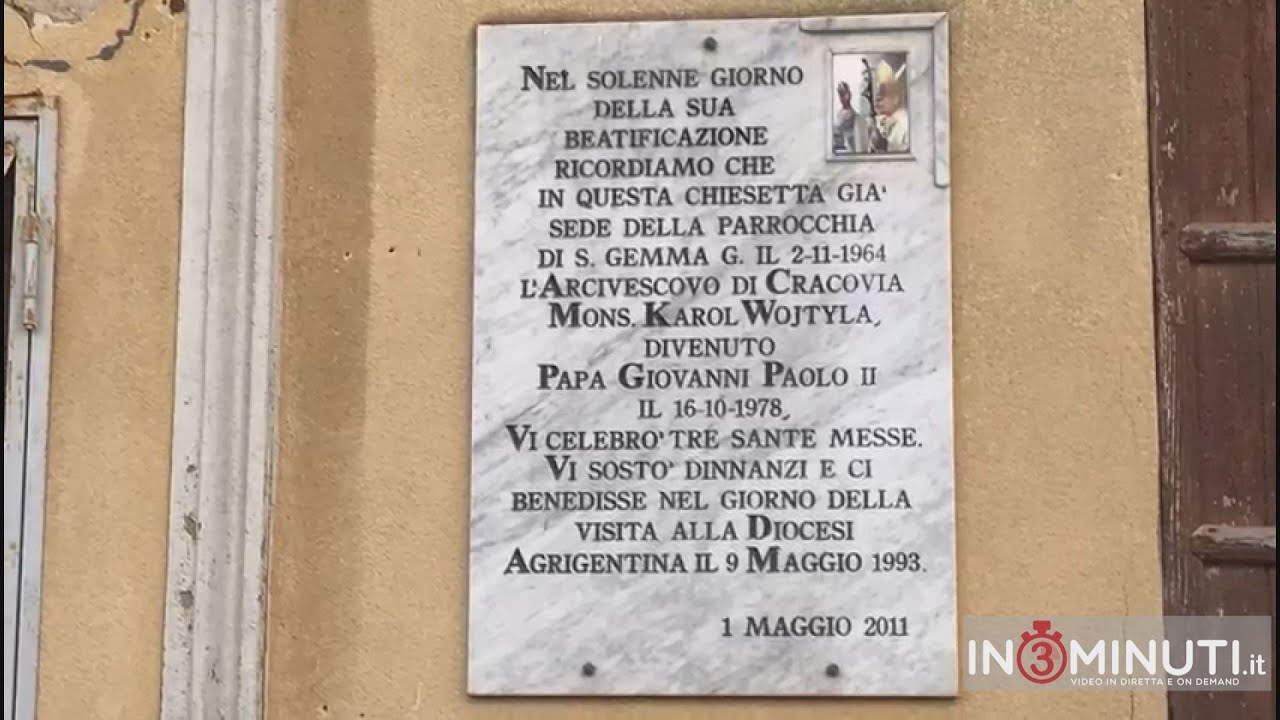 NEL SOLENNE GIORNO
DELLA SUA
BEATIFICAZIONE
RICORDIAMO CHE
IN QUESTA CHIESETTA GIA'
SEDE DELLA PARROCCHIA
DI S. GEMMA G. IL 2-11-1964
L'ARCIVESCOVO DI CRACOVIA
MONS. KAROL WOJTYLA,
DIVENUTO
PAPA GIOVANNI PAOLO II
IL 16-10-1978,
VI CELEBRO' TRE SANTE MESSE.
VI SOSTO' DINNANZI E CI
BENEDISSE NEL GIORNO DELLA
VISITA ALLA DIOCESI
AGRIGENTINA IL 9 MAGGIO 1993.
1 MAGGIO 2011
IN3MINUTI.it
VIDEO IN DIRETTA E ON DEMAND